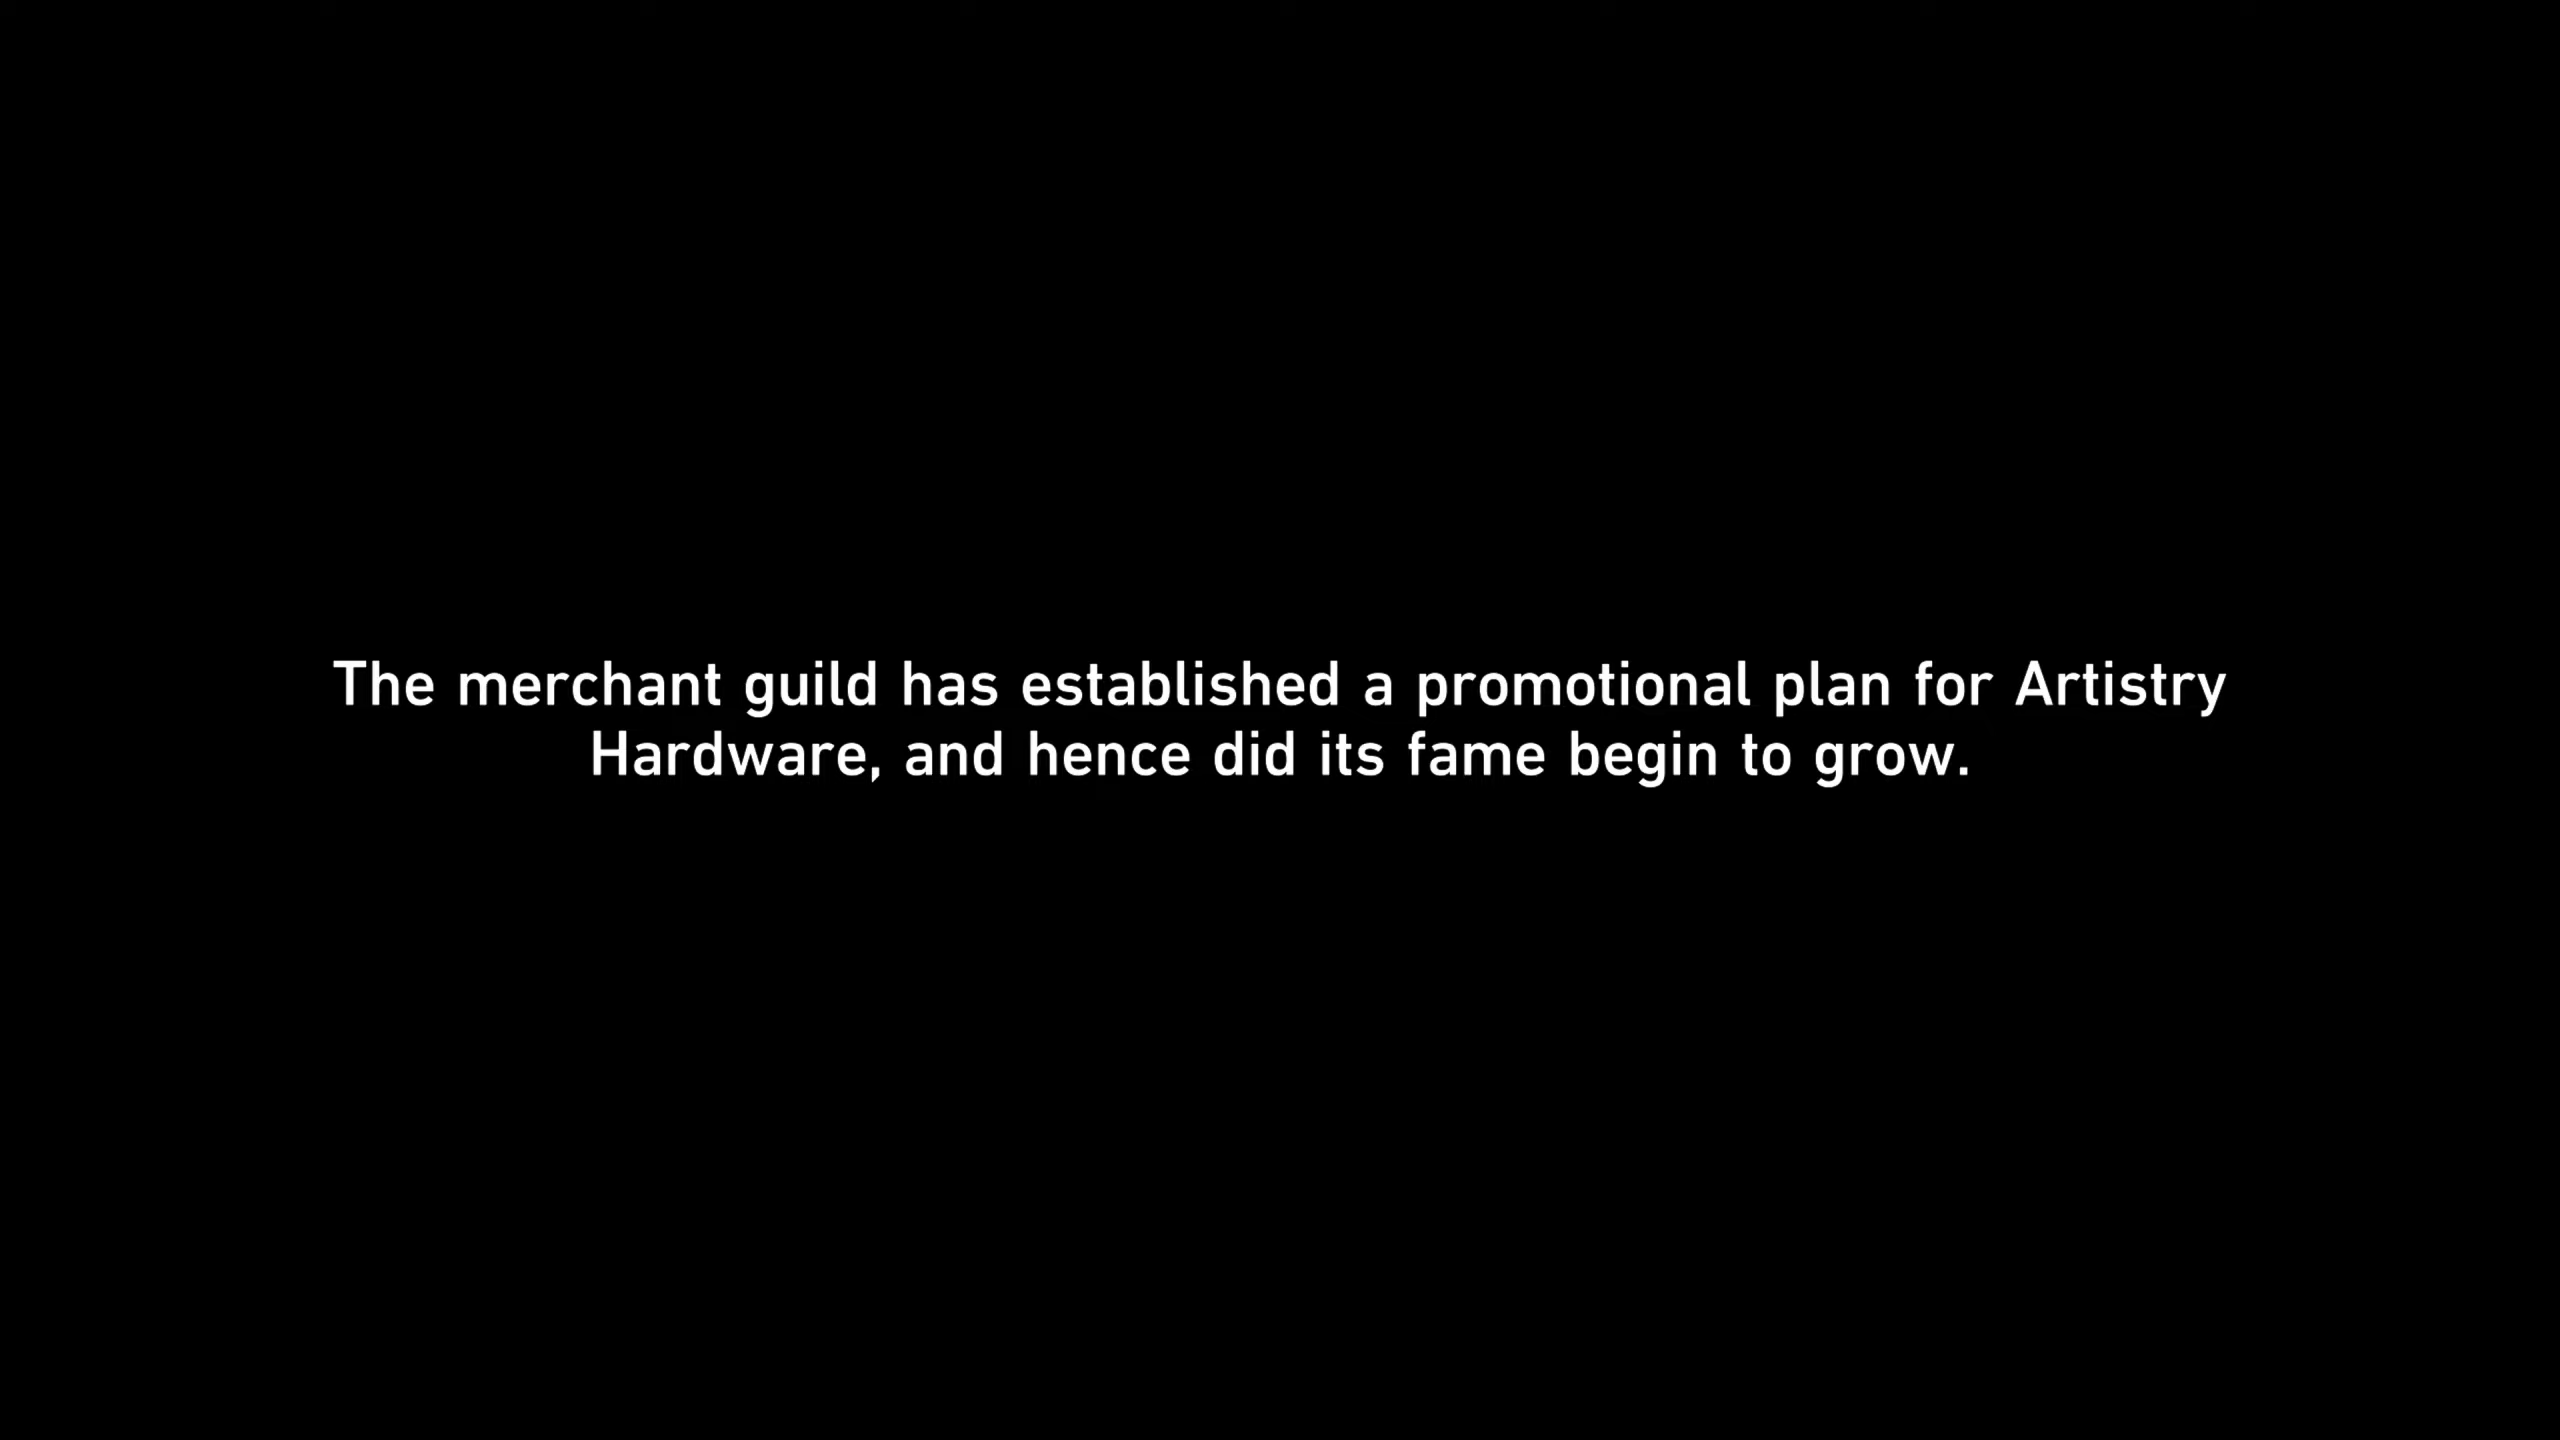 The merchant guild has established a promotional plan for Artistry
Hardware, and hence did its fame begin to grow.